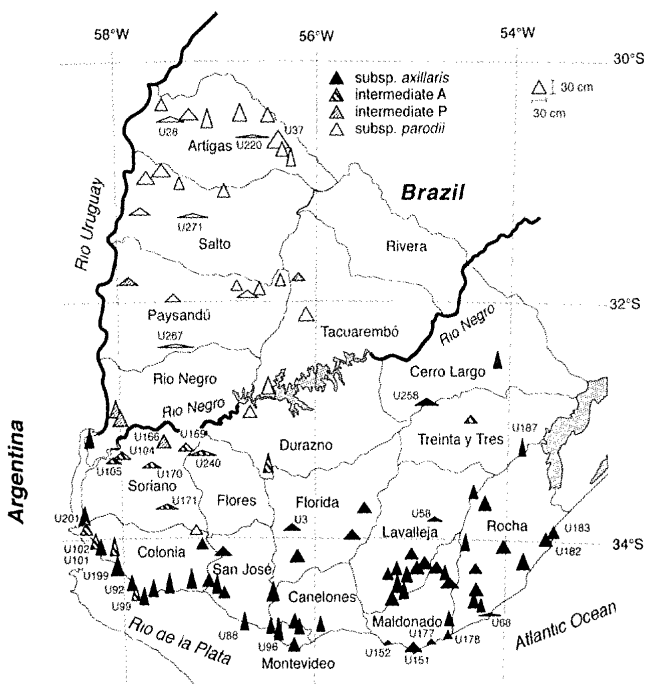 58°W 56°W 54°W
30°S
subsp. axillaris
intermediate A
intermediate P
subsp. parodii
30 cm
30 cm
U26
U37
Artigas
U220
Brazil
Rio Uruguay
U271
Salto
Rivera
32°S
Paysandú
Tacuarembó
U267
Rio Negro
Rio Negro
Rio Negro
Cerro Largo
U258
Argentina
U166
U169
U104
U105
U170
U240
Durazno
Treinta y Tres
U187
Soriano
U171
Flores
Florida
U201
U3
U58
Lavalleja
Rocha
U183
U182
34°S
U102
U101
Colonia
U199
San José
U92
U99
Canelones
Maldonado
U68
U88
U96
U177
U178
U152
U151
Montevideo
Rio de la Plata
Atlantic Ocean